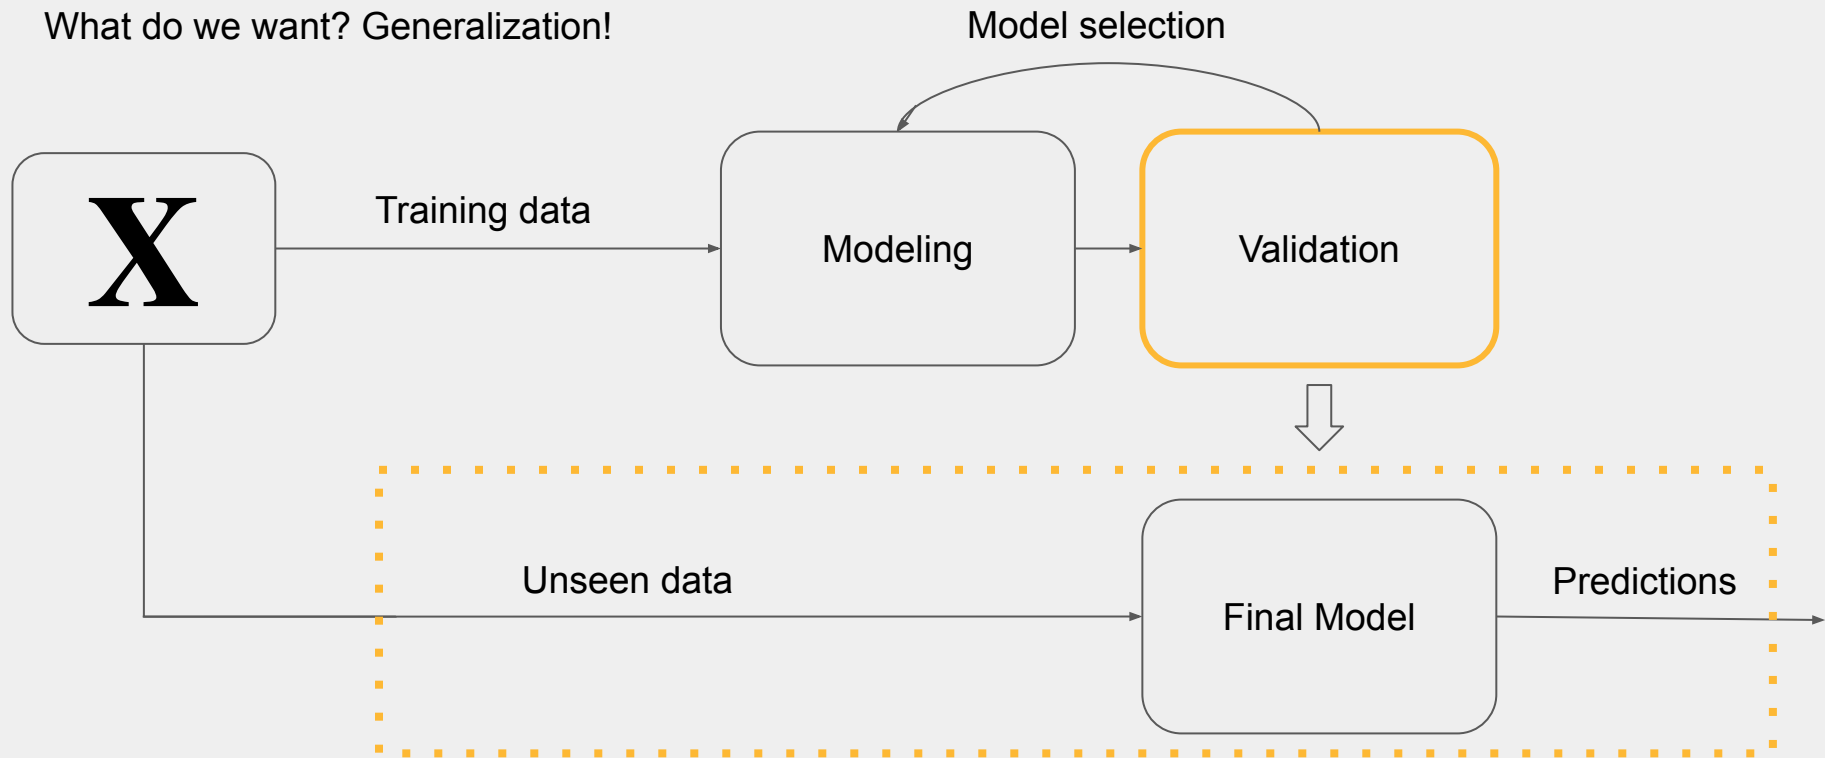 What do we want? Generalization!
Model selection
X
Training data
Modeling
Validation
Unseen data
Final Model
Predictions